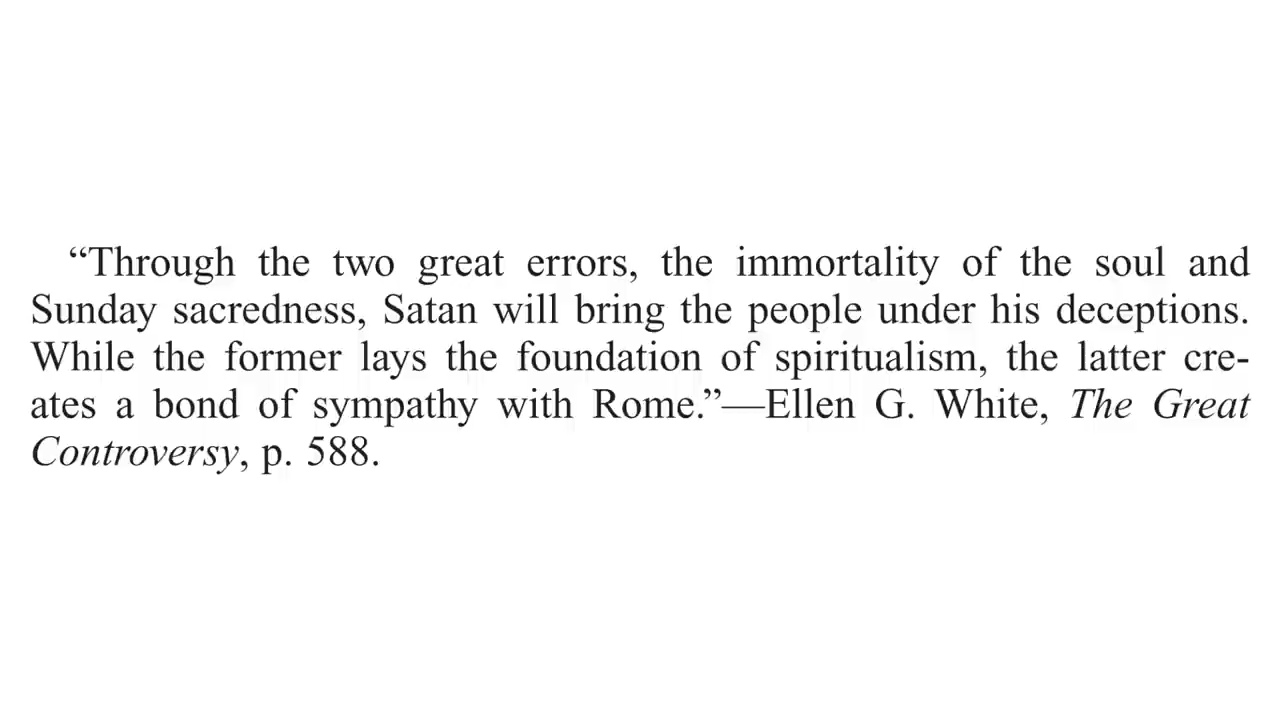 “Through the two great errors, the immortality of the soul and
Sunday sacredness, Satan will bring the people under his deceptions.
While the former lays the foundation of spiritualism, the latter cre-
ates a bond of sympathy with Rome.”—Ellen G. White, The Great
Controversy, p. 588.